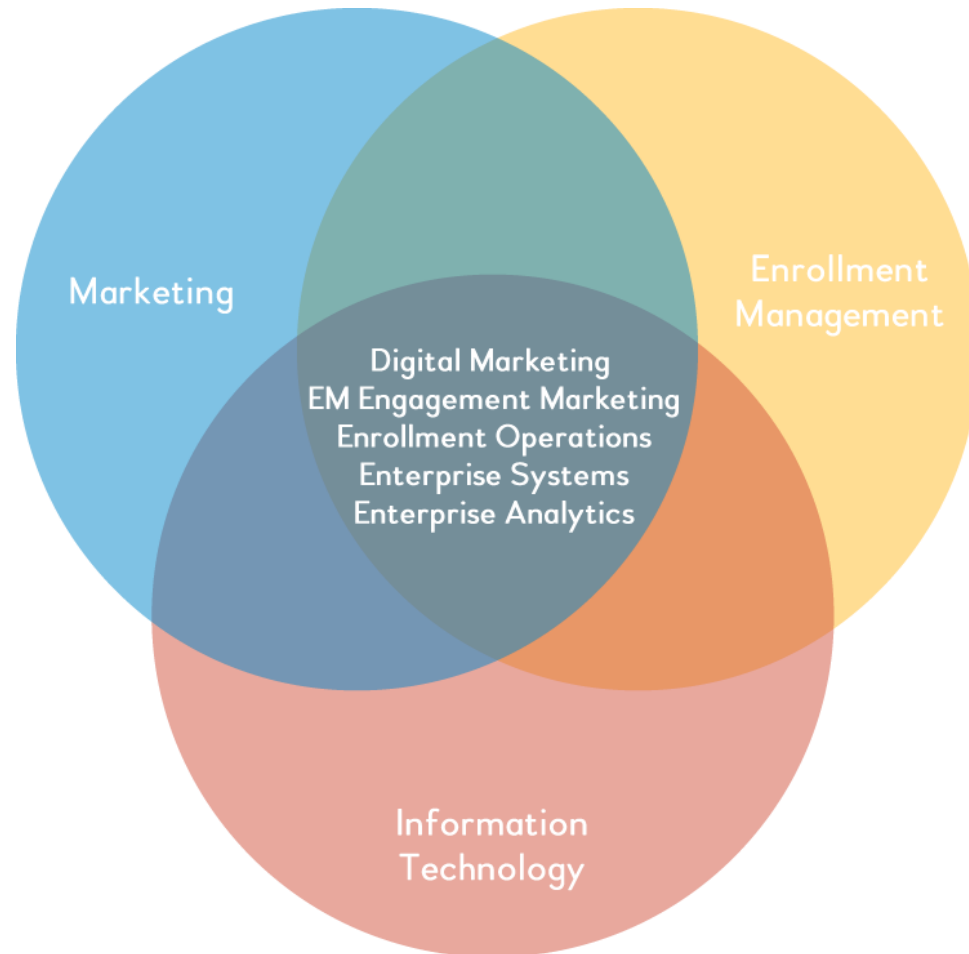 Marketing
Enrollment
Management
Digital Marketing
EM Engagement Marketing
Enrollment Operations
Enterprise Systems
Enterprise Analytics
Information
Technology